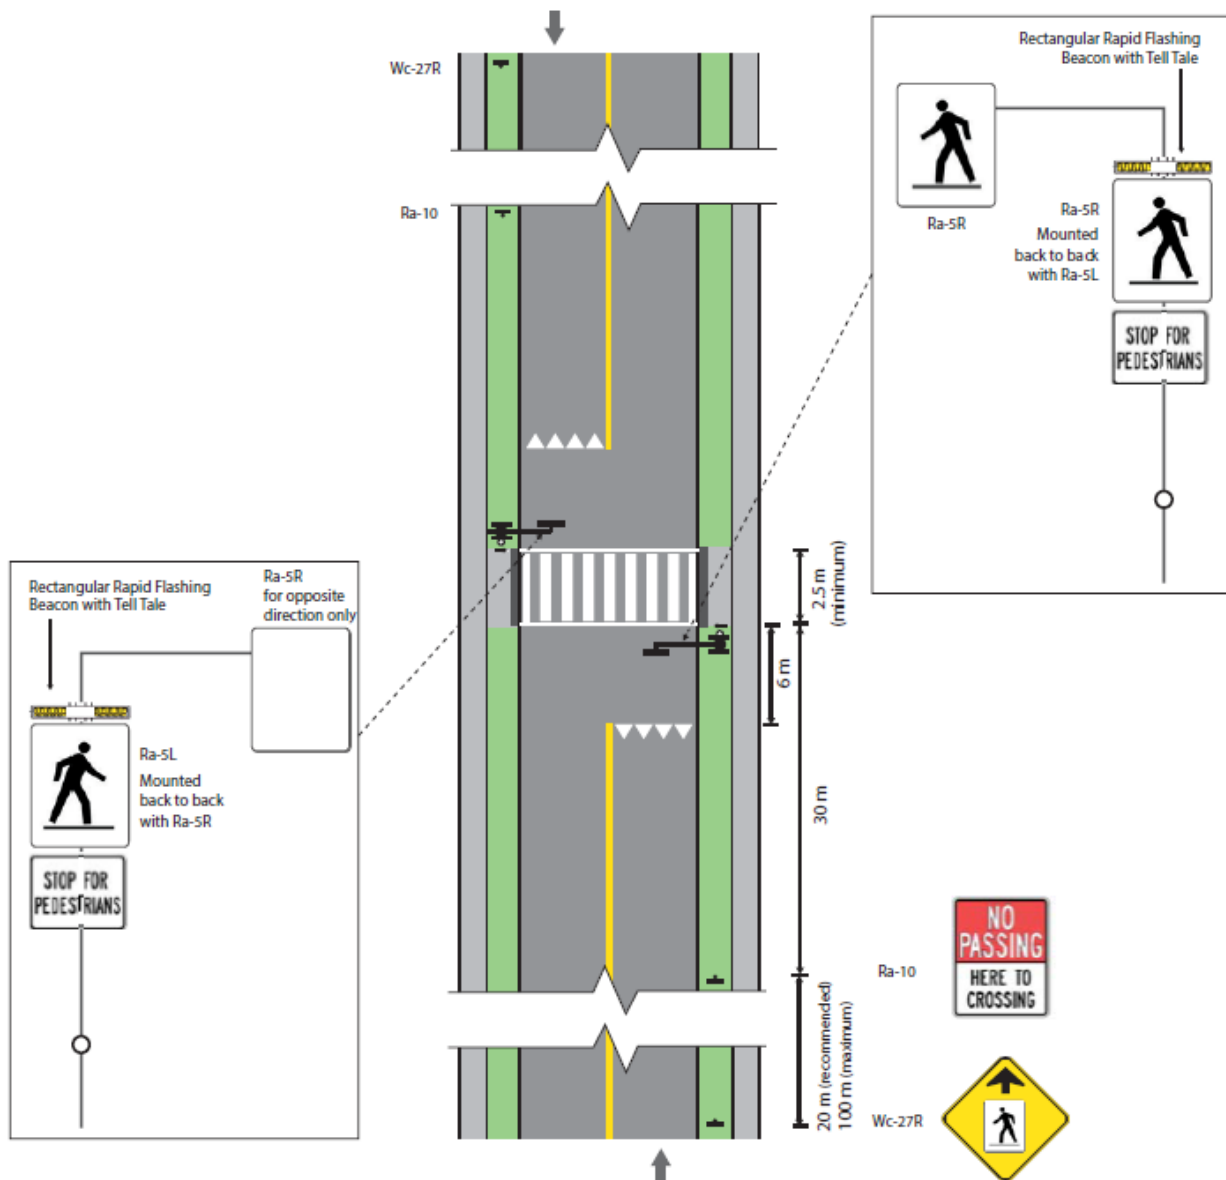 Wc-27R
Ra-10
Rectangular Rapid Flashing
Beacon with Tell Tale
Ra-5R
Ra-5R
Mounted
back to back
with Ra-5L
STOP FOR
PEDESTRIANS
Rectangular Rapid Flashing
Beacon with Tell Tale
Ra-5R
for opposite
direction only
Ra-5L
Mounted
back to back
with Ra-5R
STOP FOR
PEDESTRIANS
2.5 m
(minimum)
6 m
30 m
20 m (recommended)
100 m (maximum)
Ra-10
NO
PASSING
HERE TO
CROSSING
Wc-27R